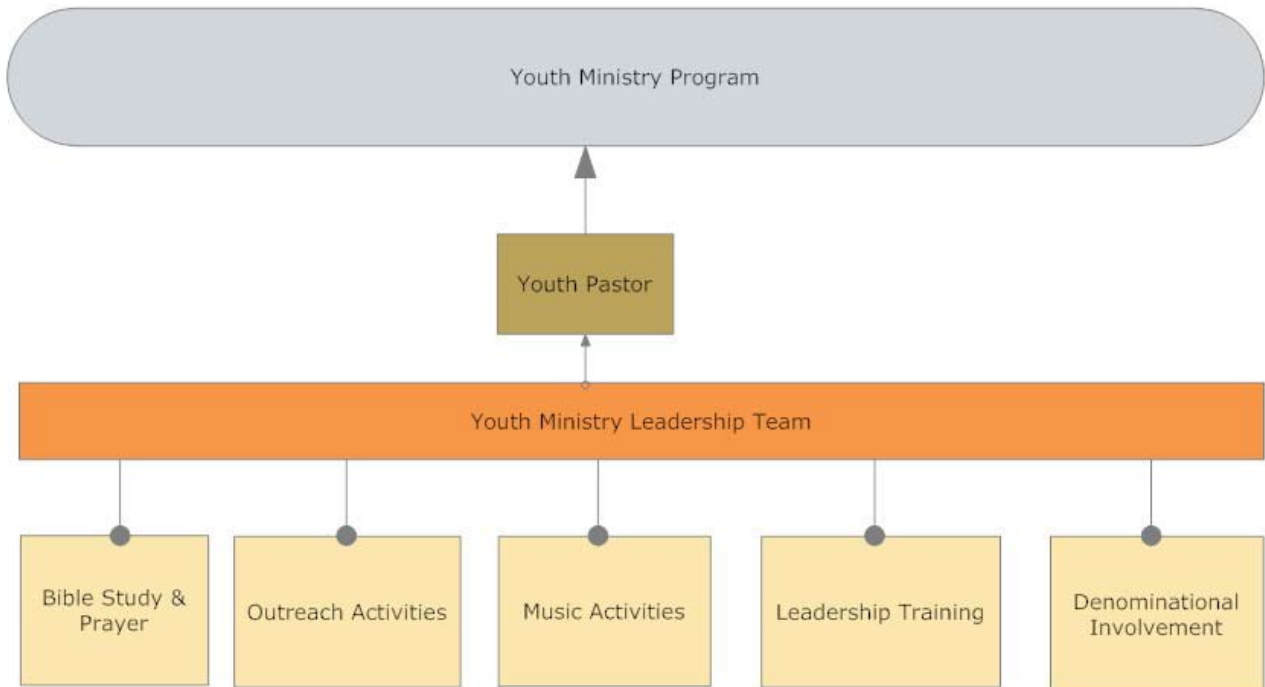 Youth Ministry Program
Youth Pastor
Youth Ministry Leadership Team
Bible Study &
Prayer
Outreach Activities
Music Activities
Leadership Training
Denominational
Involvement